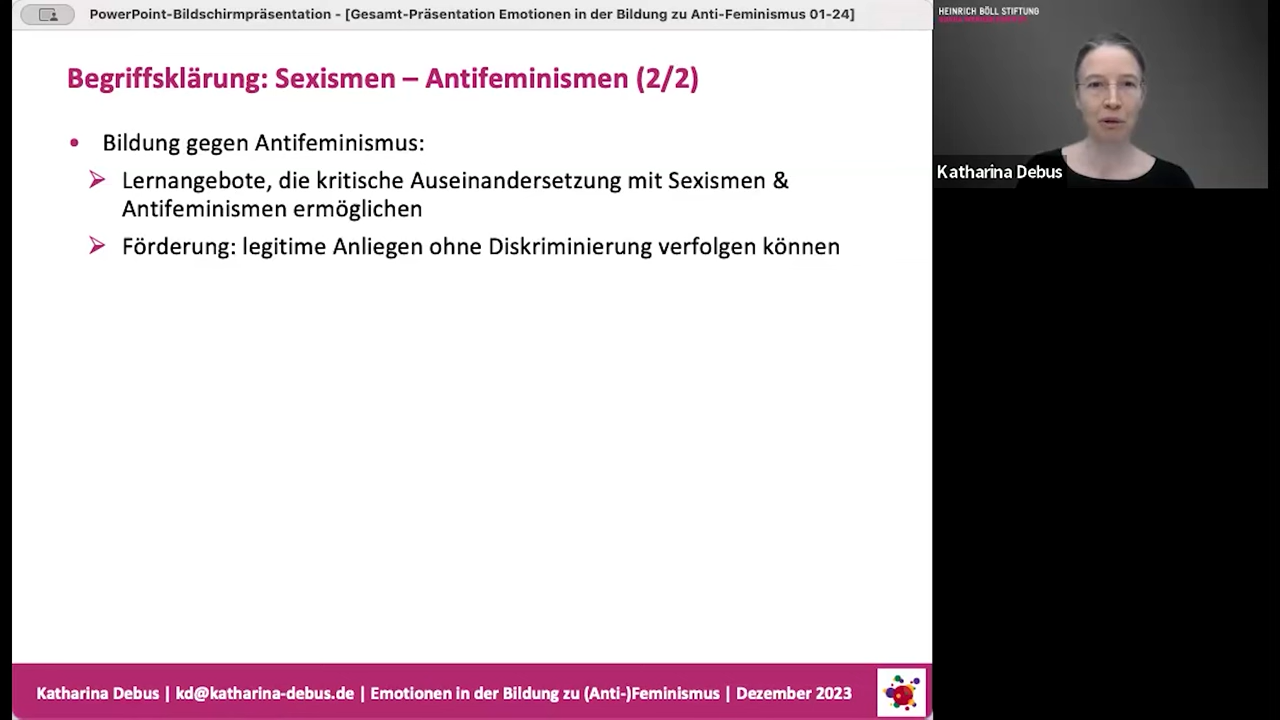 PowerPoint-Bildschirmpräsentation - [Gesamt-Präsentation Emotionen in der Bildung zu Anti-Feminismus 01-24]
Begriffsklärung: Sexismen – Antifeminismen (2/2)
• Bildung gegen Antifeminismus:
Lernangebote, die kritische Auseinandersetzung mit Sexismen &
Antifeminismen ermöglichen
Förderung: legitime Anliegen ohne Diskriminierung verfolgen können
Katharina Debus | kd@katharina-debus.de | Emotionen in der Bildung zu (Anti-)Feminismus | Dezember 2023
HEINRICH BÖLL STIFTUNG
Katharina Debus